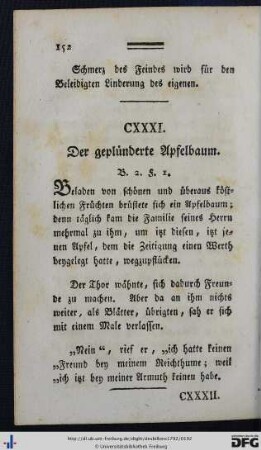 152
Schmerz des Feindes wird für den
Beleidigten Linderung des eigenen.
CXXXI.
Der geplünderte Apfelbaum.
B. 2. F. 1.
Beladen von schönen und überaus köst-
lichen Früchten brüstete sich ein Apfelbaum;
denn täglich kam die Familie seines Herrn
mehrmal zu ihm, um itzt diesen, itzt je-
nen Apfel, dem die Zeitigung einen Werth
beygelegt hatte, wegzupflücken.
Der Thor wähnte, sich dadurch Freun-
de zu machen. Aber da an ihm nichts
weiter, als Blätter, übrigten, sah er sich
mit einem Male verlassen.
„Nein“, rief er, „ich hatte keinen
„Freund bey meinem Reichthume; weil
„ich itzt bey meiner Armuth keinen habe.
CXXXII.
© Universitätsbibliothek Freiburg
DFG